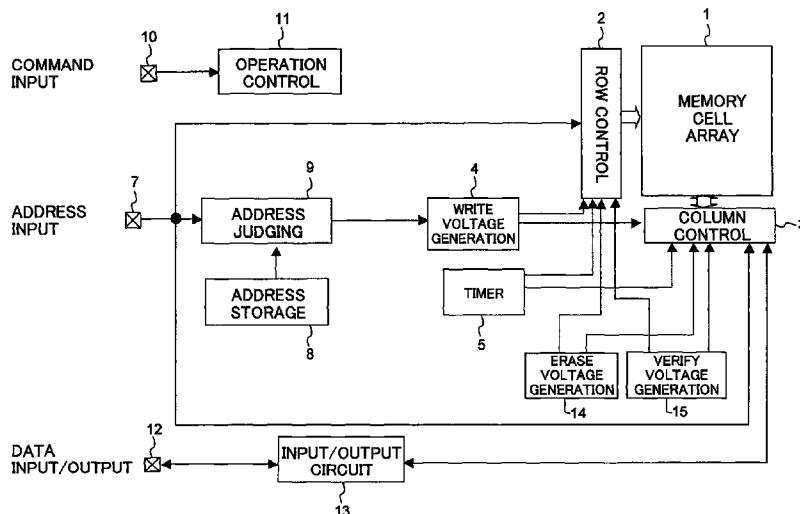 10
COMMAND
INPUT
11
OPERATION
CONTROL
2
ROW CONTROL
1
MEMORY
CELL
ARRAY
7
ADDRESS
INPUT
9
ADDRESS
JUDGING
4
WRITE
VOLTAGE
GENERATION
COLUMN
CONTROL
3
ADDRESS
STORAGE
8
TIMER
5
ERASE
VOLTAGE
GENERATION
14
VERIFY
VOLTAGE
GENERATION
15
12
DATA
INPUT/OUTPUT
INPUT/OUTPUT
CIRCUIT
13